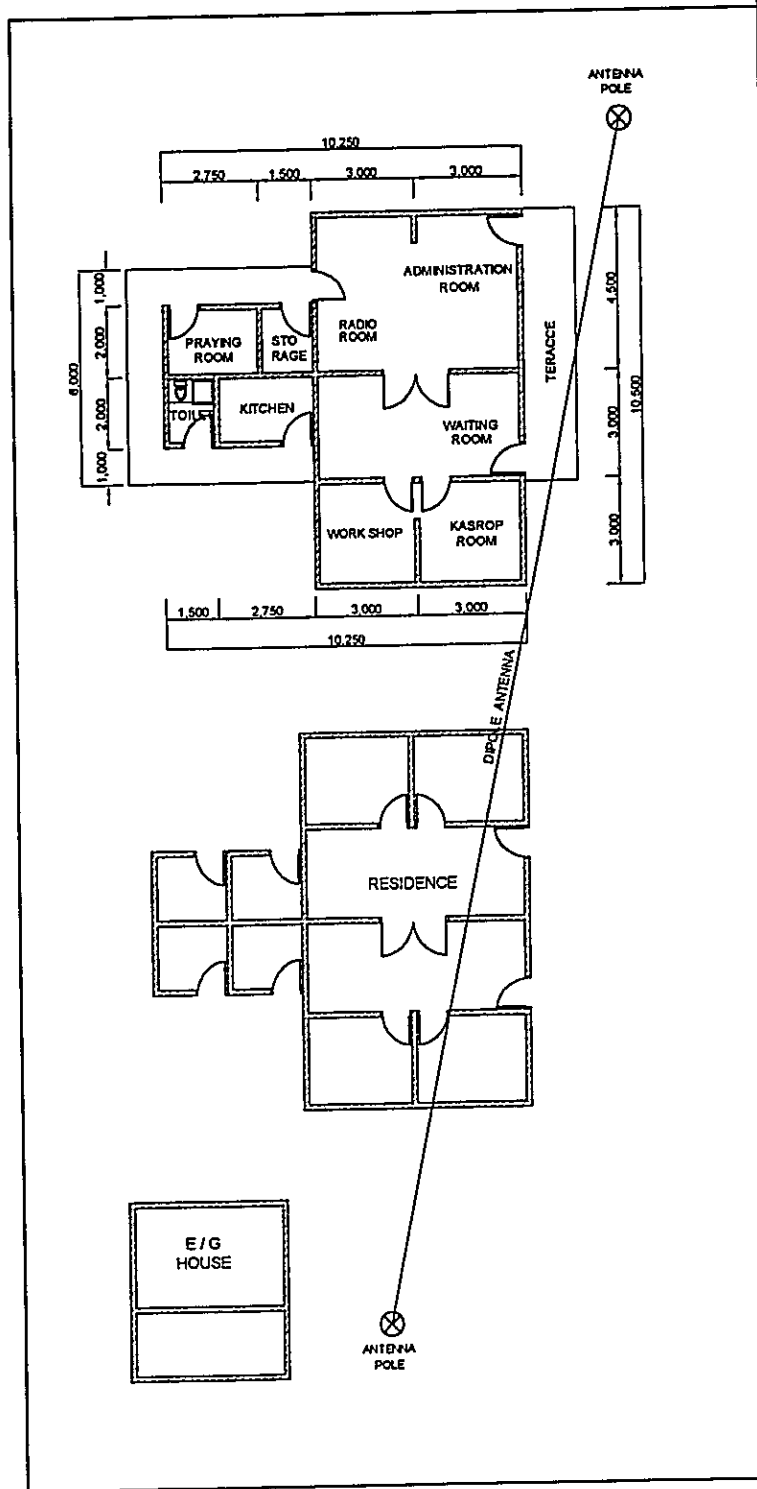 ANTENNA
POLE
10,250
2,750
1,500
3,000
3,000
1,000
2,000
2,000
1,000
6,000
PRAYING
ROOM
STO
RAGE
RADIO
ROOM
ADMINISTRATION
ROOM
TERACCE
TOILET
KITCHEN
WAITING
ROOM
WORK SHOP
KASROP
ROOM
4,500
3,000
3,000
10,500
1,500
2,750
3,000
3,000
10,250
DIPOLE ANTENNA
RESIDENCE
E / G
HOUSE
ANTENNA
POLE